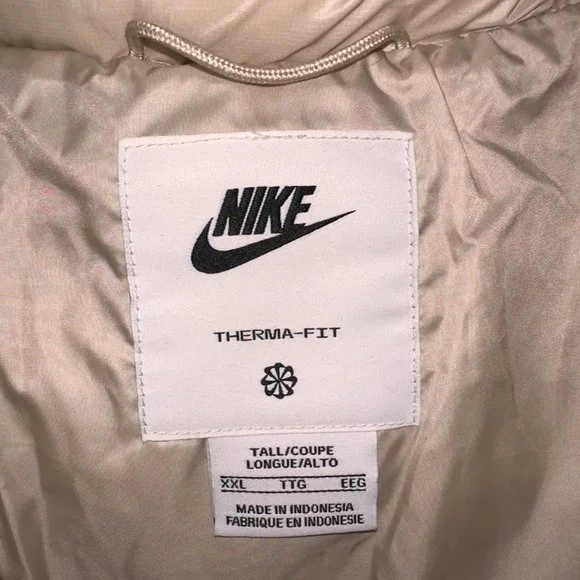 NIKE
THERMA-FIT
TALL/COUPE
LONGUE/ALTO
XXL TTG EEG
MADE IN INDONESIA
FABRIQUE EN INDONESIE